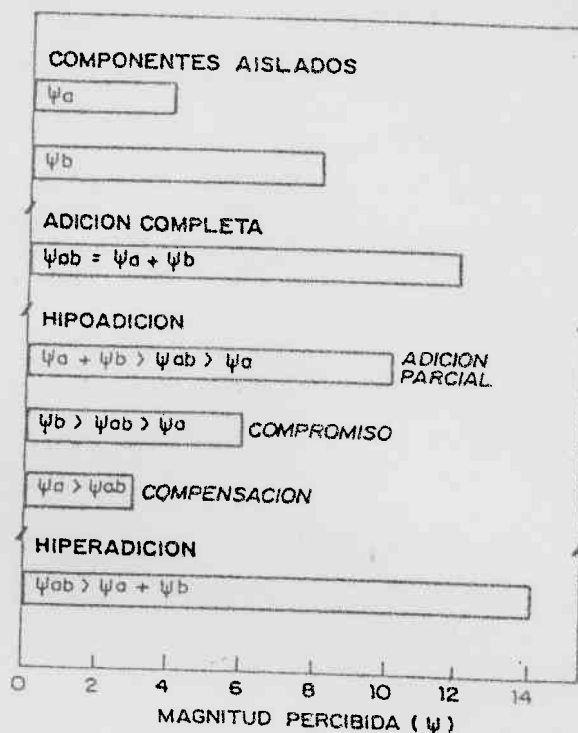 COMPONENTES AISLADOS
ψa
ψb
ADICION COMPLETA
ψab = ψa + ψb
HIPOADICION
ψa + ψb > ψab > ψa
ADICION
PARCIAL
ψb > ψab > ψa
COMPROMISO
ψa > ψab
COMPENSACION
HIPERADICION
ψab > ψa + ψb
0 2 4 6 8 10 12 14
MAGNITUD PERCIBIDA (ψ)